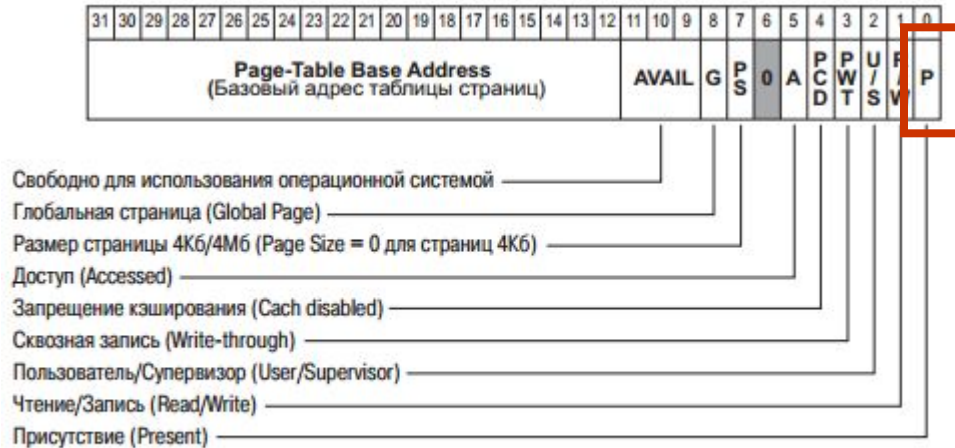 31 30 29 28 27 26 25 24 23 22 21 20 19 18 17 16 15 14 13 12 11 10 9 8 7 6 5 4 3 2 1 0
Page-Table Base Address
(Базовый адрес таблицы страниц)
AVAIL G PS 0 A PCD PWT U/S R/W P
Свободно для использования операционной системой
Глобальная страница (Global Page)
Размер страницы 4Кб/4Мб (Page Size = 0 для страниц 4Кб)
Доступ (Accessed)
Запрещение кэширования (Cach disabled)
Сквозная запись (Write-through)
Пользователь/Супервизор (User/Supervisor)
Чтение/Запись (Read/Write)
Присутствие (Present)